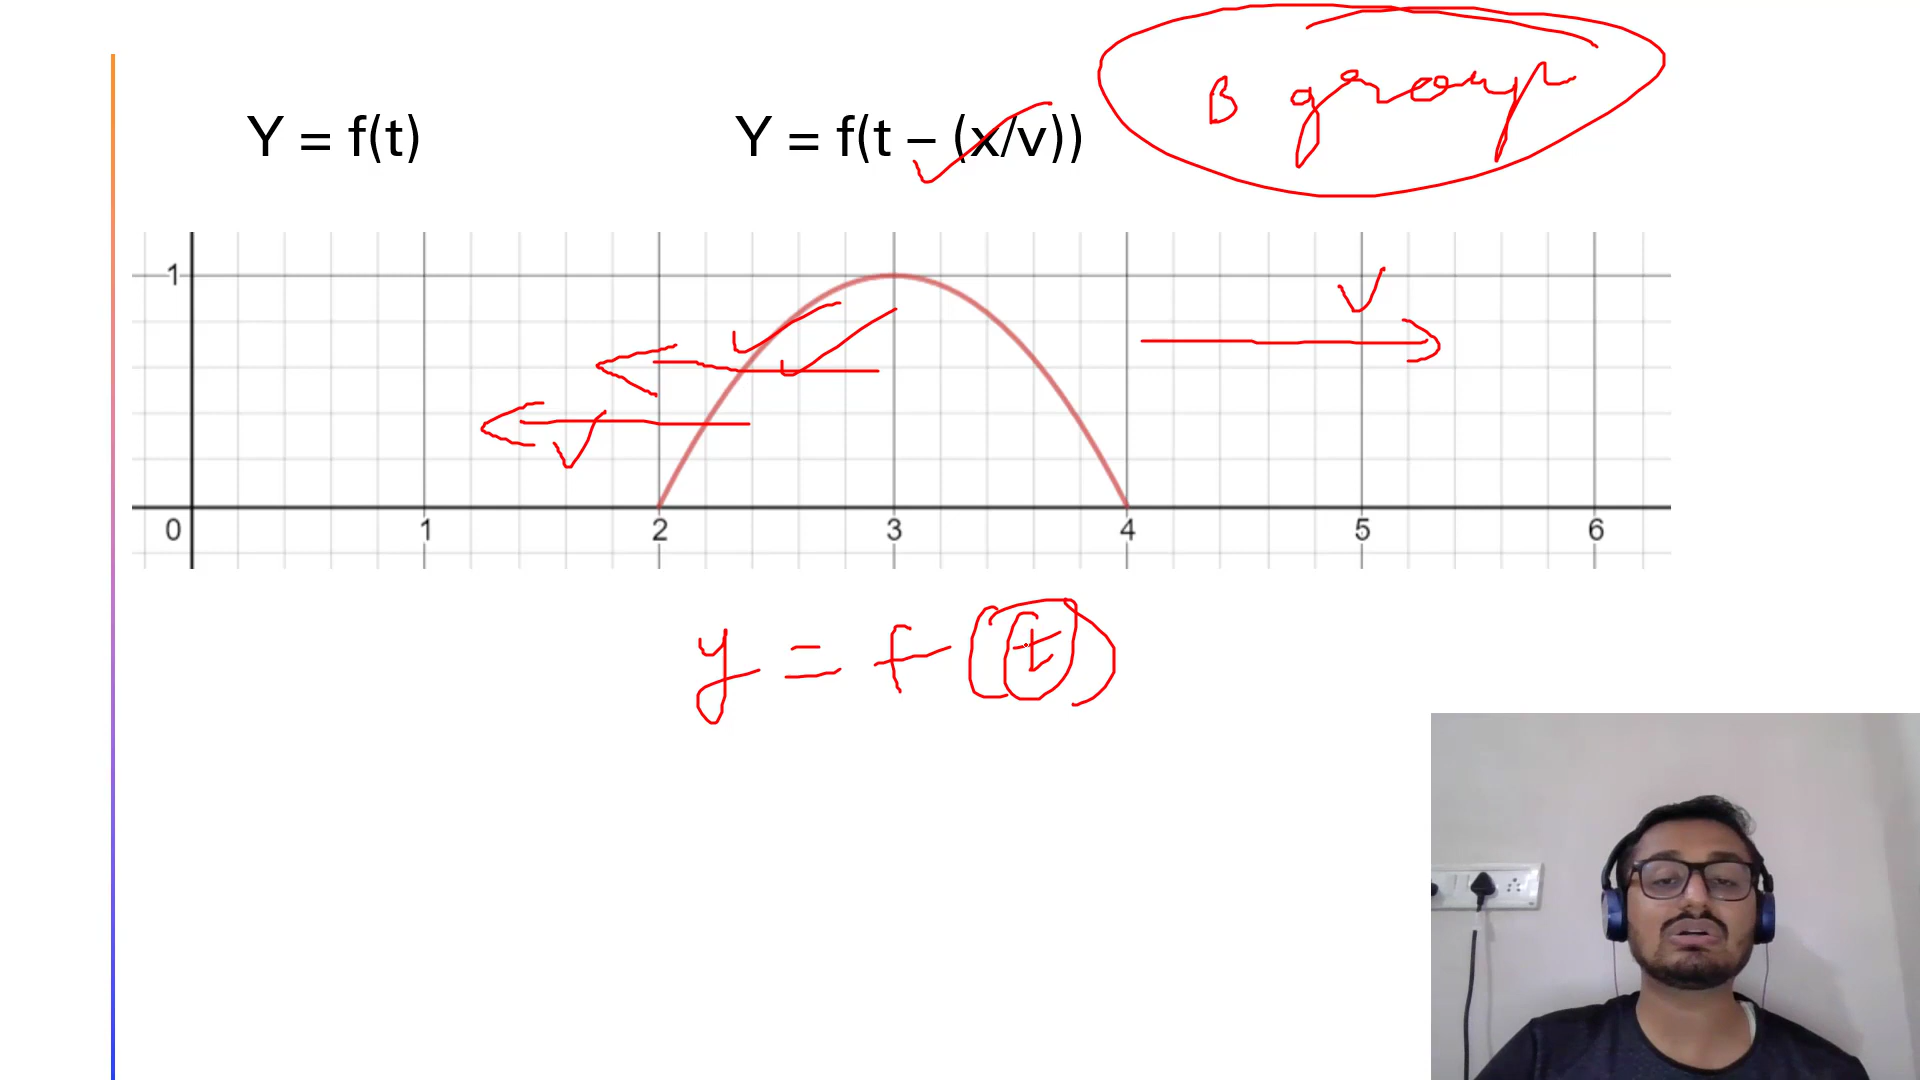 B group
Y = f(t)
Y = f(t – (x/v))
1
v
0
1
2
3
4
5
6
y = f(t)